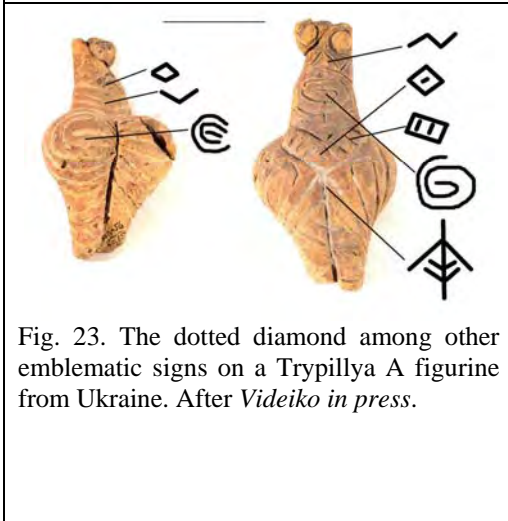 Fig. 23. The dotted diamond among other
emblematic signs on a Trypillya A figurine
from Ukraine. After Videiko in press.